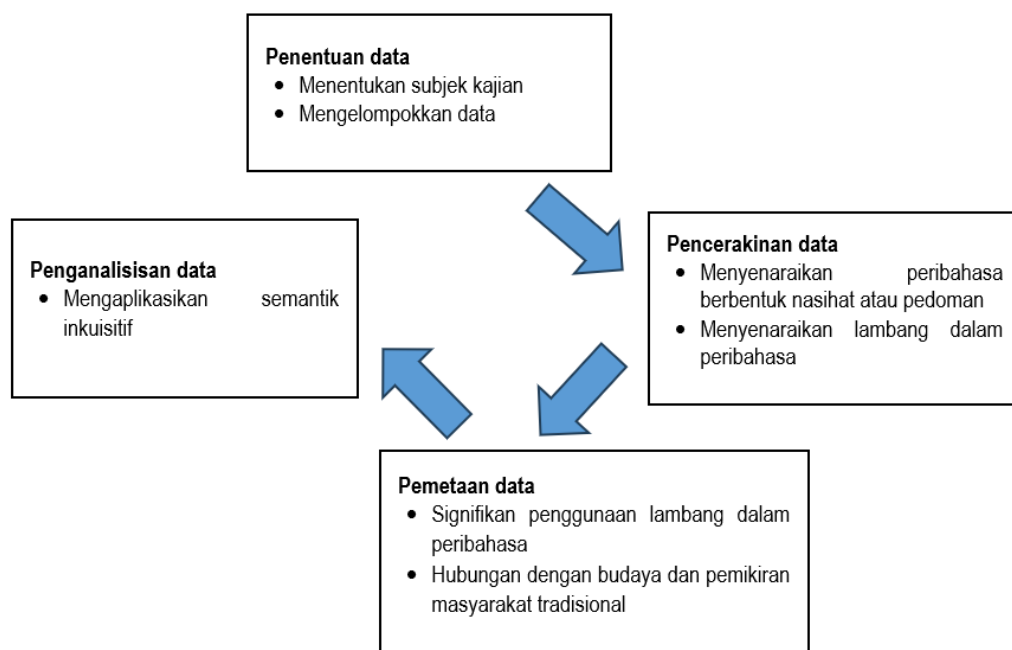 Penentuan data
• Menentukan subjek kajian
• Mengelompokkan data
Pencerakinan data
• Menyenaraikan peribahasa
berbentuk nasihat atau pedoman
• Menyenaraikan lambang dalam
peribahasa
Pemetaan data
• Signifikan penggunaan lambang dalam
peribahasa
• Hubungan dengan budaya dan pemikiran
masyarakat tradisional
Penganalisisan data
• Mengaplikasikan semantik
inkuisitif